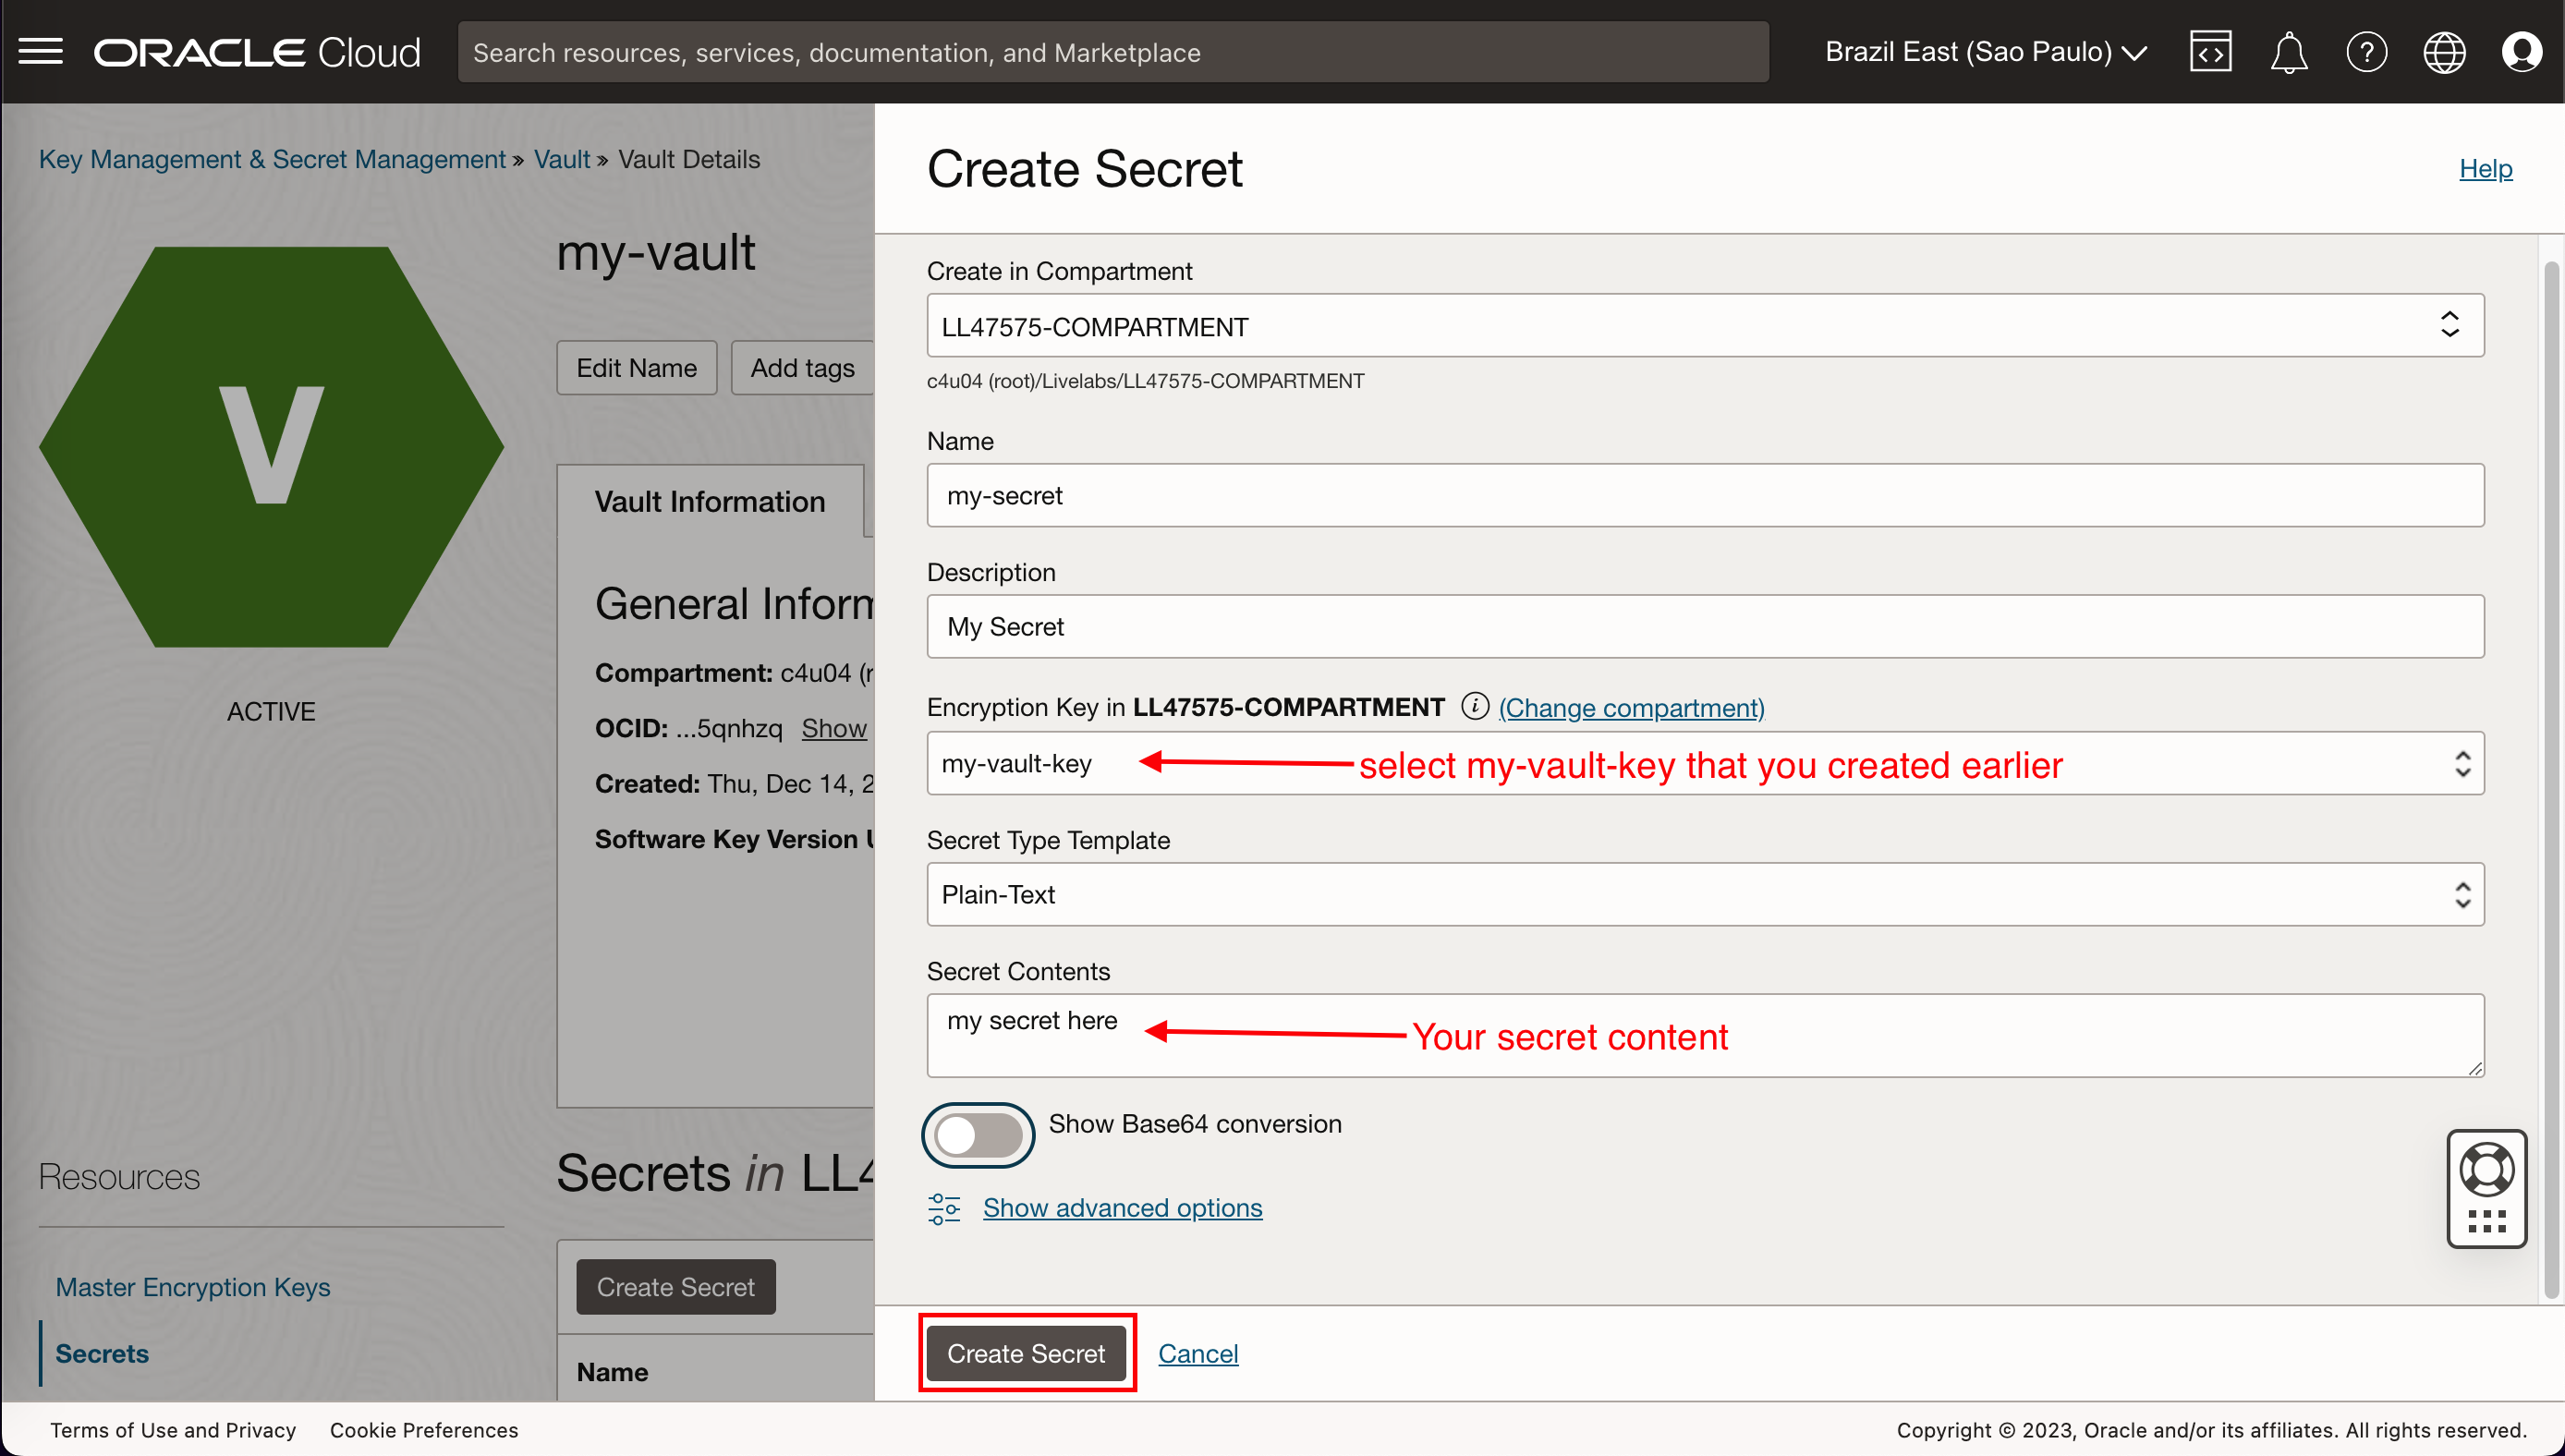 ORACLE Cloud
Search resources, services, documentation, and Marketplace
Brazil East (Sao Paulo)
Key Management & Secret Management » Vault » Vault Details
V
ACTIVE
my-vault
Edit Name
Add tags
Vault Information
General Inform
Compartment: c4u04 (r
OCID: ...5qnhzq Show
Created: Thu, Dec 14, 2
Software Key Version U
Resources
Master Encryption Keys
Secrets
Secrets in LL4
Create Secret
Name
Create Secret
Help
Create in Compartment
LL47575-COMPARTMENT
c4u04 (root)/Livelabs/LL47575-COMPARTMENT
Name
my-secret
Description
My Secret
Encryption Key in LL47575-COMPARTMENT (Change compartment)
my-vault-key
select my-vault-key that you created earlier
Secret Type Template
Plain-Text
Secret Contents
my secret here
Your secret content
Show Base64 conversion
Show advanced options
Create Secret
Cancel
Terms of Use and Privacy
Cookie Preferences
Copyright © 2023, Oracle and/or its affiliates. All rights reserved.